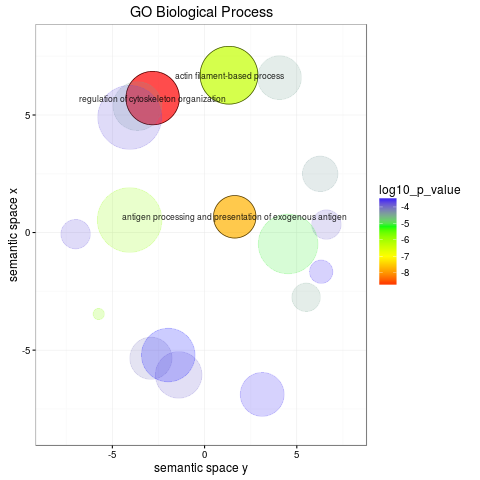 GO Biological Process
actin filament-based process
regulation of cytoskeleton organization
antigen processing and presentation of exogenous antigen
semantic space x
5
0
-5
-5
0
5
semantic space y
log10_p_value
-4
-5
-6
-7
-8